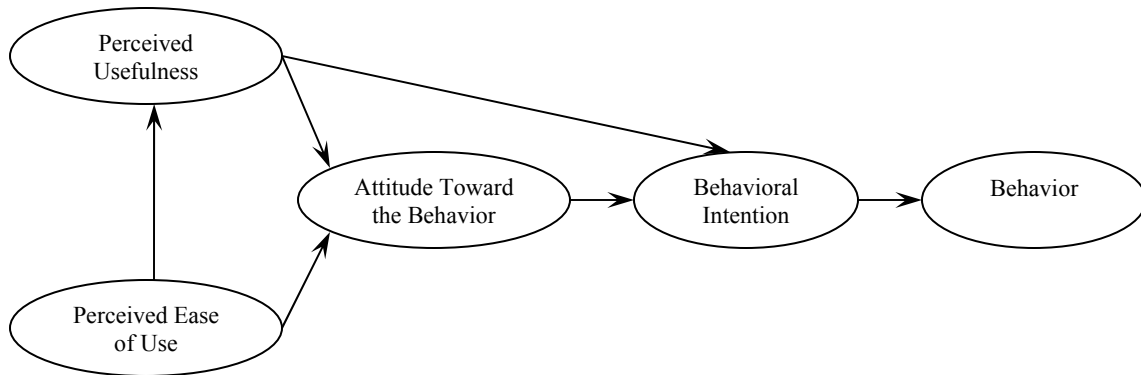 Perceived
Usefulness
Attitude Toward
the Behavior
Behavioral
Intention
Behavior
Perceived Ease
of Use